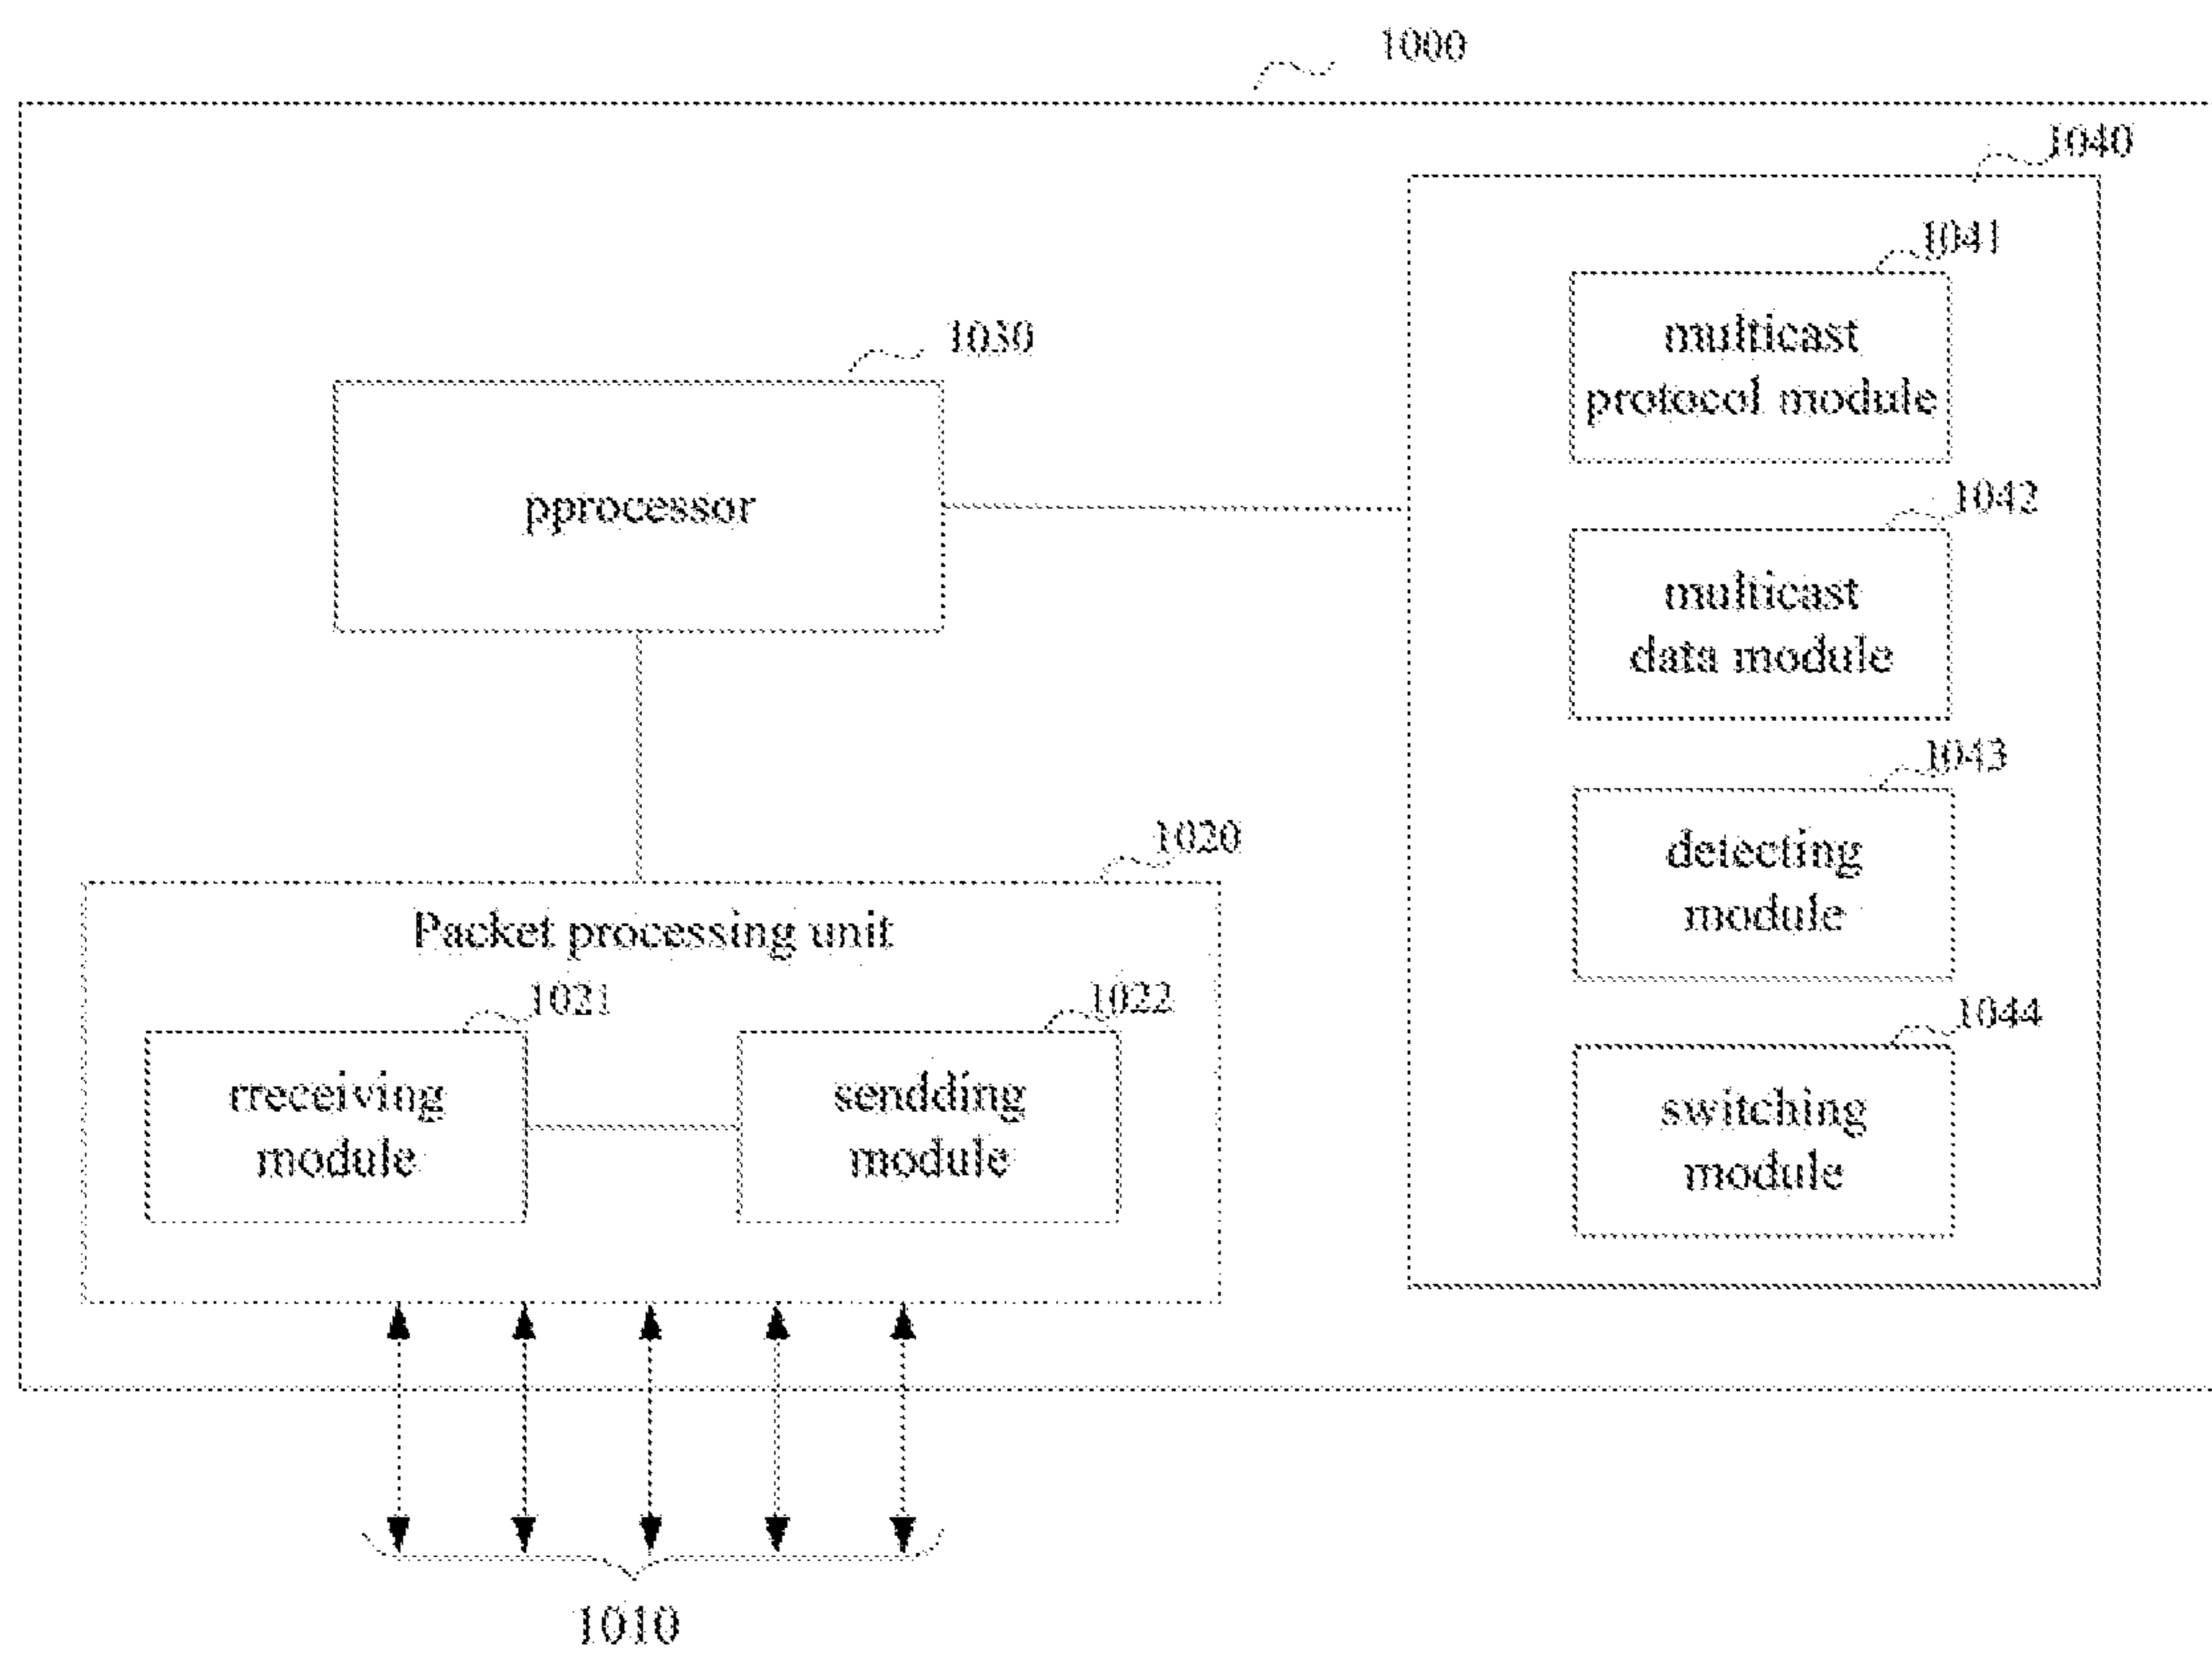 1000
1040
1041
multicast
protocol module
1030
pprocessor
1042
multicast
data module
1043
detecting
module
1020
Packet processing unit
1021
rreceiving
module
1022
sendding
module
1044
switching
module
1010